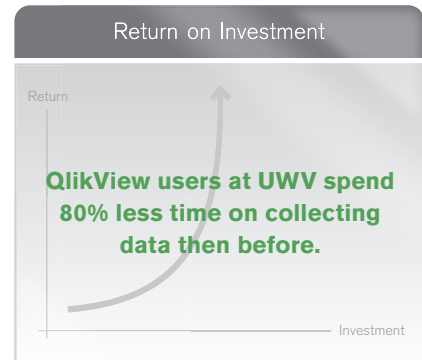 Return on Investment
Return
QlikView users at UWV spend
80% less time on collecting
data then before.
Investment